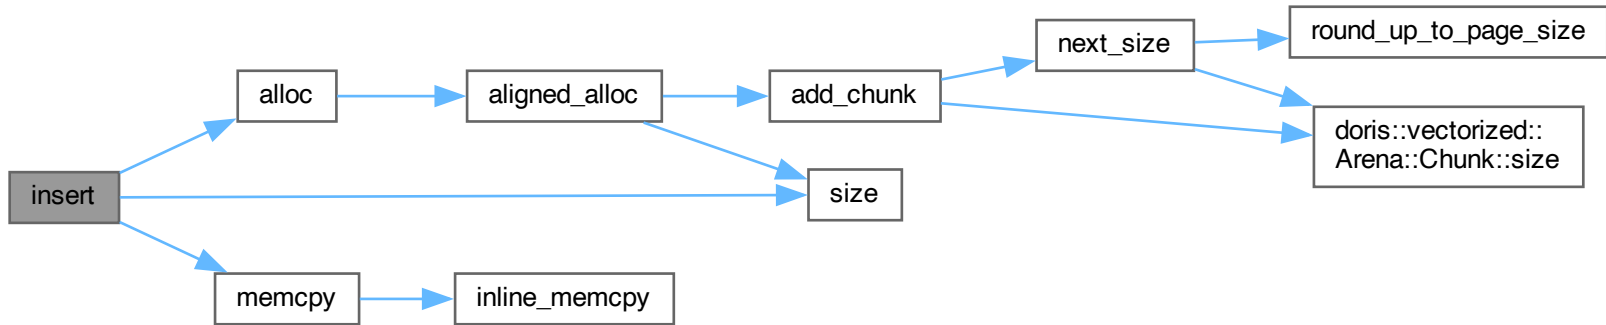 insert
alloc
memcpy
aligned_alloc
inline_memcpy
size
add_chunk
next_size
round_up_to_page_size
doris::vectorized::
Arena::Chunk::size